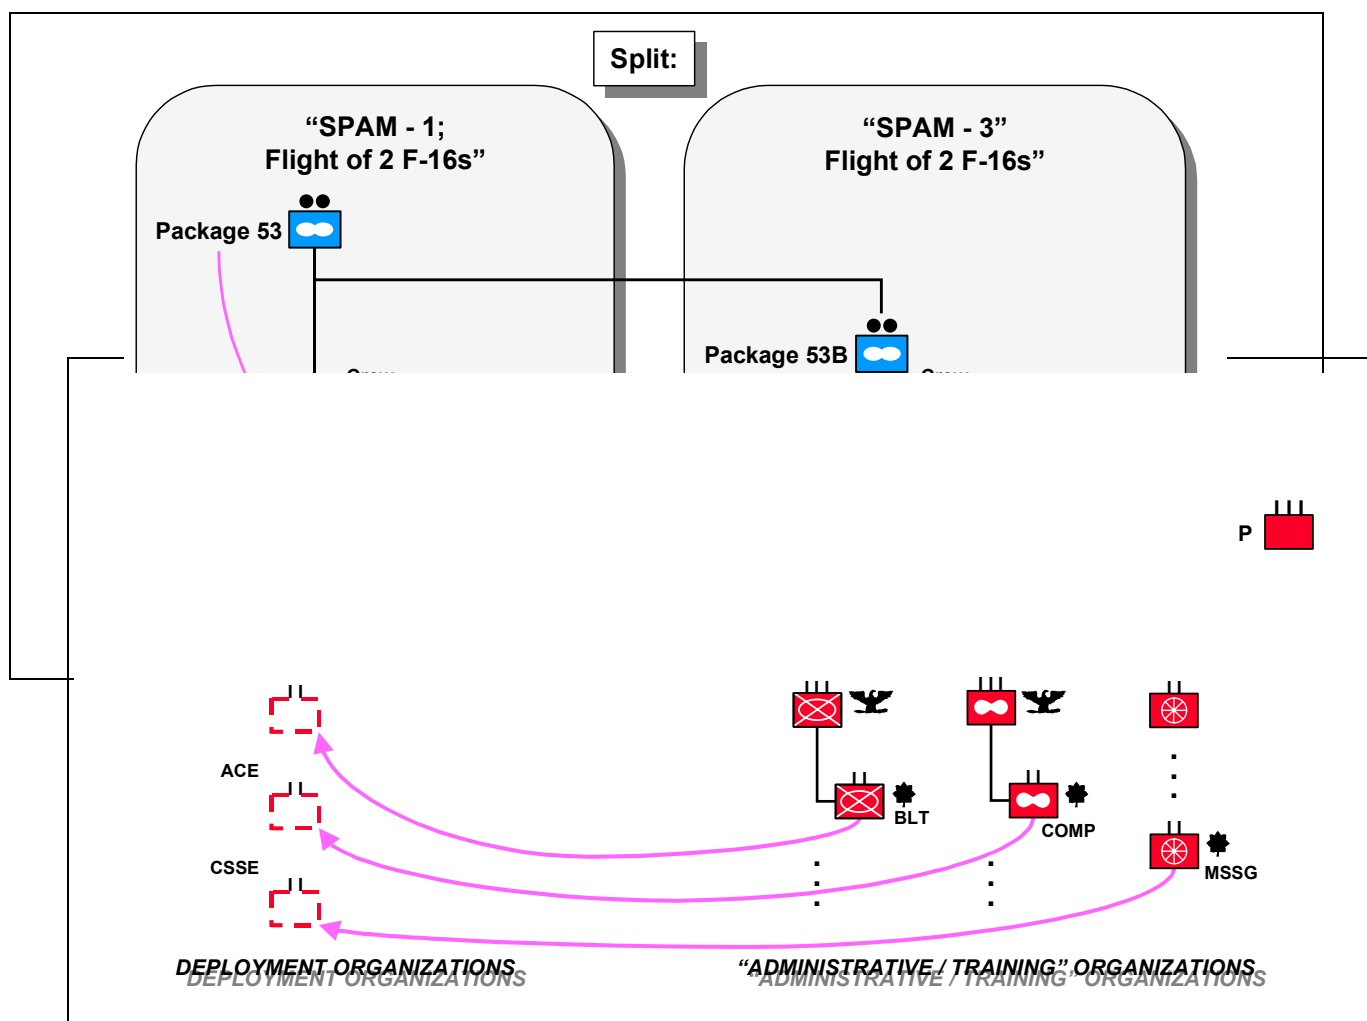 Split:
“SPAM - 1;
Flight of 2 F-16s”
“SPAM - 3”
Flight of 2 F-16s”
Package 53
Package 53B
P
ACE
BLT
COMP
CSSE
MSSG
DEPLOYMENT ORGANIZATIONS
“ADMINISTRATIVE / TRAINING” ORGANIZATIONS